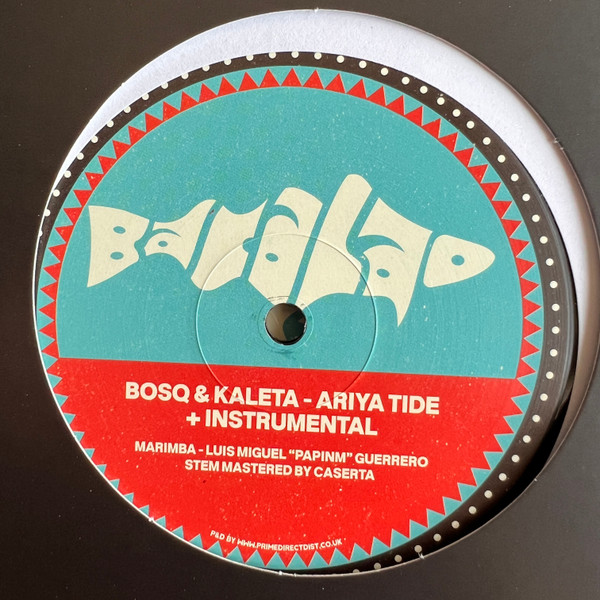 Bacalao
BOSQ & KALETA - ARIYA TIDE
+ INSTRUMENTAL
MARIMBA - LUIS MIGUEL "PAPINM" GUERRERO
STEM MASTERED BY CASERTA
P&D BY WWW.PRIMEDIRECTDIST.CO.UK